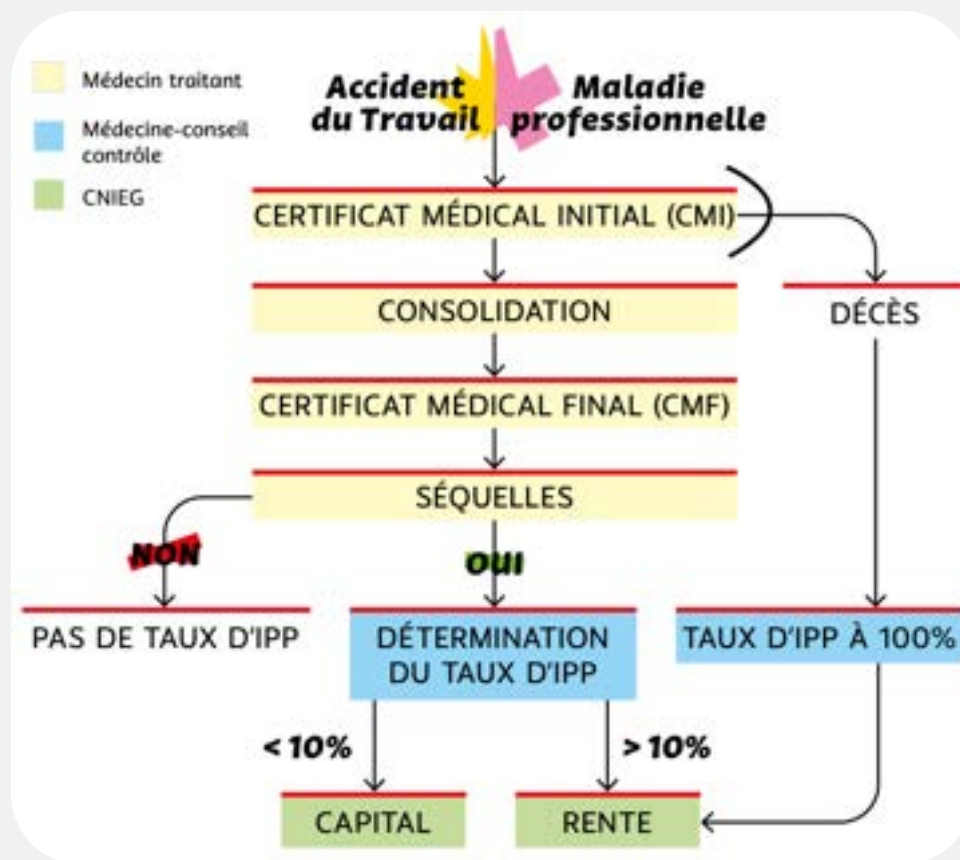 Médecin traitant
Médecine-conseil
contrôle
CNIEG
Accident
du Travail
Maladie
professionnelle
CERTIFICAT MÉDICAL INITIAL (CMI)
CONSOLIDATION
DÉCÈS
CERTIFICAT MÉDICAL FINAL (CMF)
SÉQUELLES
NON
OUI
PAS DE TAUX D'IPP
DÉTERMINATION
DU TAUX D'IPP
TAUX D'IPP À 100%
< 10%
> 10%
CAPITAL
RENTE